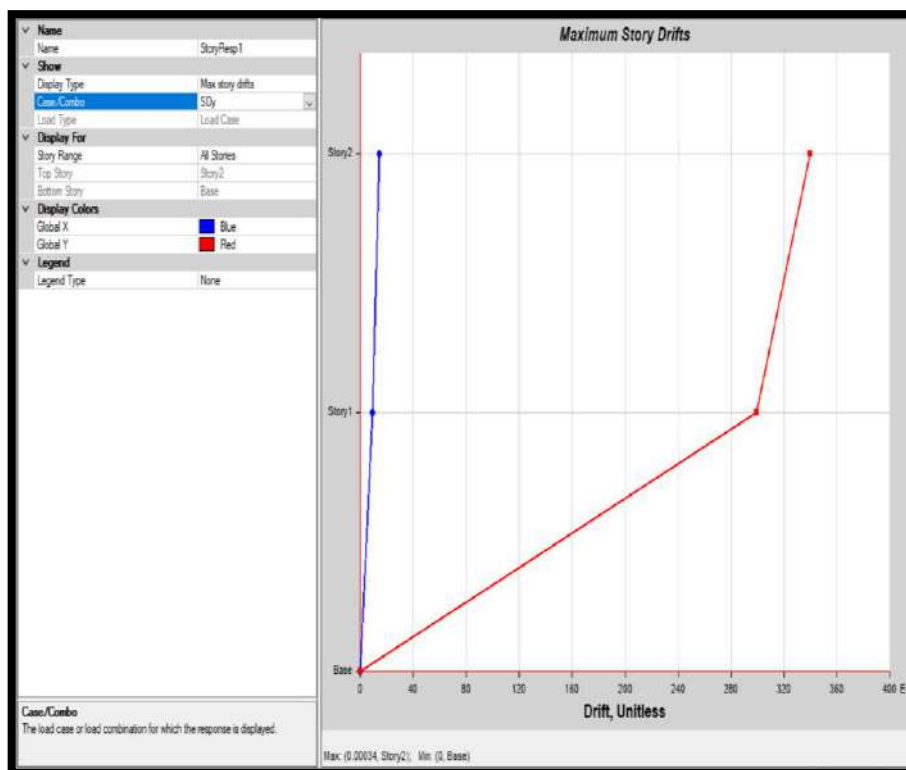 Name
Name StoryResp1
Show
Display Type Max story drifts
Case/Combo SDy
Load Type Load Case
Display For
Story Range All Stories
Top Story Story2
Bottom Story Base
Display Colors
Global X Blue
Global Y Red
Legend
Legend Type None
Case/Combo
The load case or load combination for which the response is displayed.
Maximum Story Drifts
Story2
Story1
Base
0 40 80 120 160 200 240 280 320 360 400 E
Drift, Unitless
Max: (0.00034, Story2); Min: (0, Base)